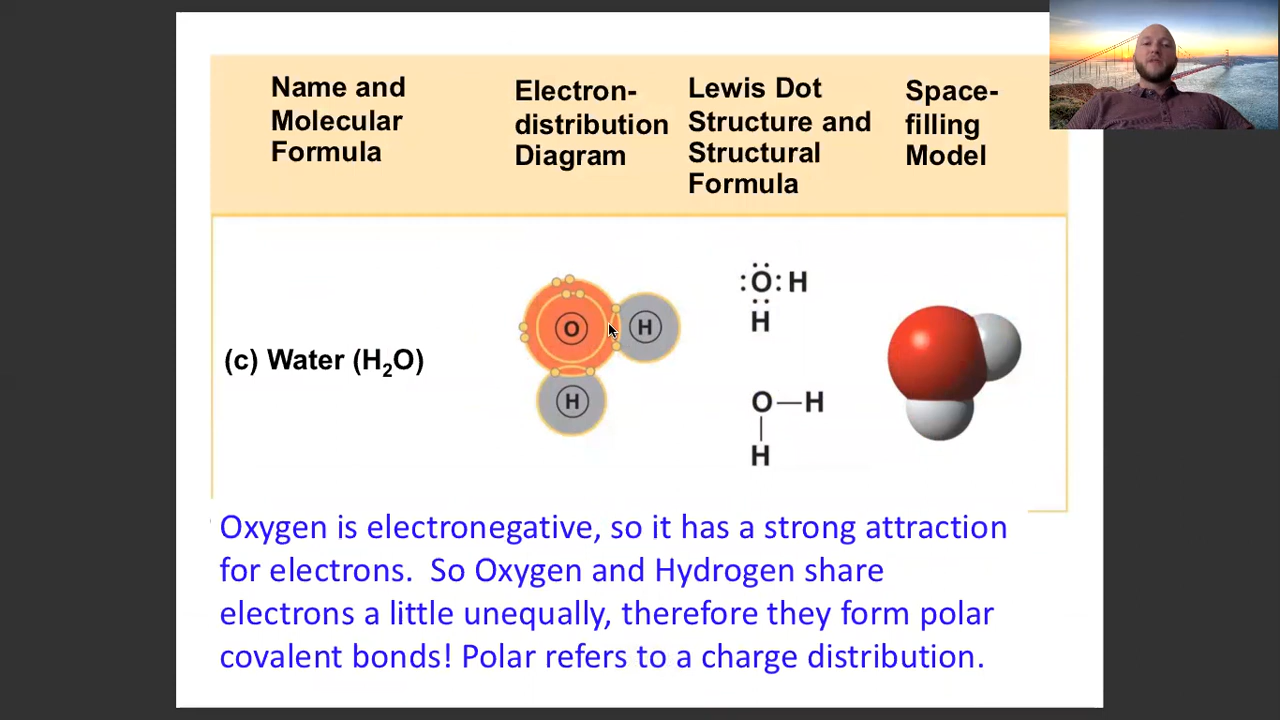 Name and
Molecular
Formula
Electron-
distribution
Diagram
Lewis Dot
Structure and
Structural
Formula
Space-
filling
Model
(c) Water (H₂O)
O
H
H
:O: H
H
O—H
H
Oxygen is electronegative, so it has a strong attraction
for electrons.  So Oxygen and Hydrogen share
electrons a little unequally, therefore they form polar
covalent bonds! Polar refers to a charge distribution.